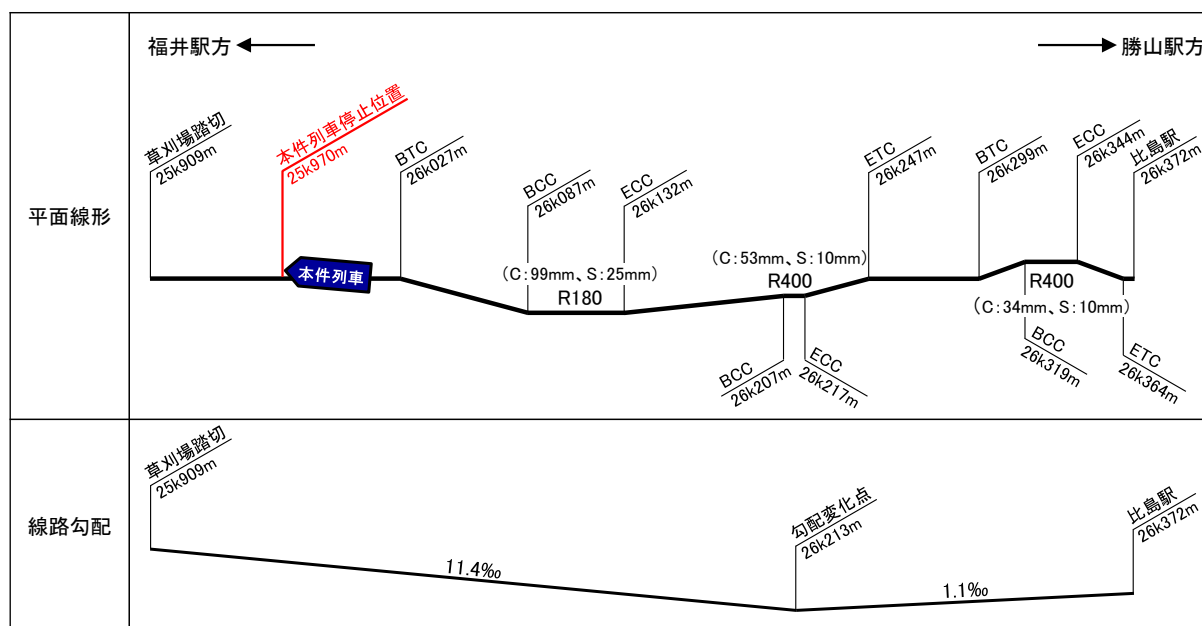 福井駅方
勝山駅方
平面線形
草刈場踏切
25k909m
本件列車停止位置
25k970m
BTC
26k027m
BCC
26k087m
ECC
26k132m
ETC
26k247m
BTC
26k299m
ECC
26k344m
比島駅
26k372m
本件列車
(C:99mm、S:25mm)
R180
(C:53mm、S:10mm)
R400
R400
(C:34mm、S:10mm)
BCC
26k207m
ECC
26k217m
BCC
26k319m
ETC
26k364m
線路勾配
草刈場踏切
25k909m
11.4‰
勾配変化点
26k213m
1.1‰
比島駅
26k372m